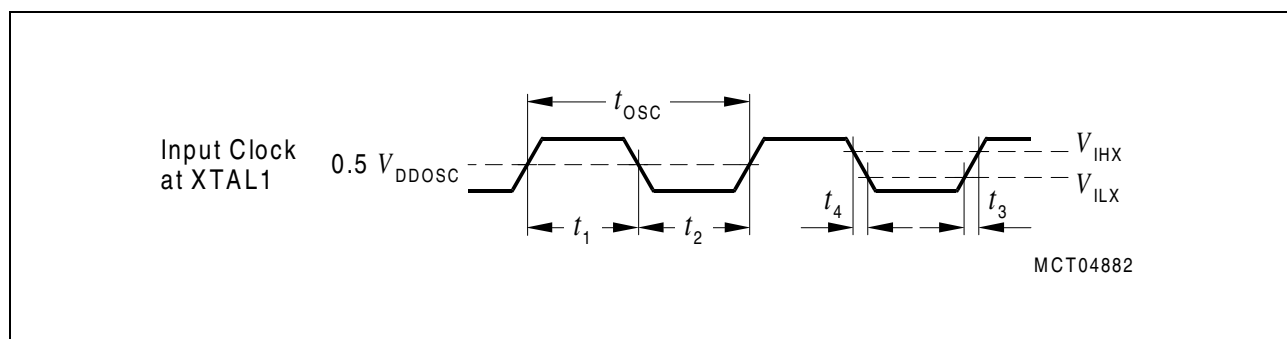 t_OSC
Input Clock
at XTAL1
0.5 V_DDOSC
V_IHX
V_ILX
t_1
t_2
t_4
t_3
MCT04882